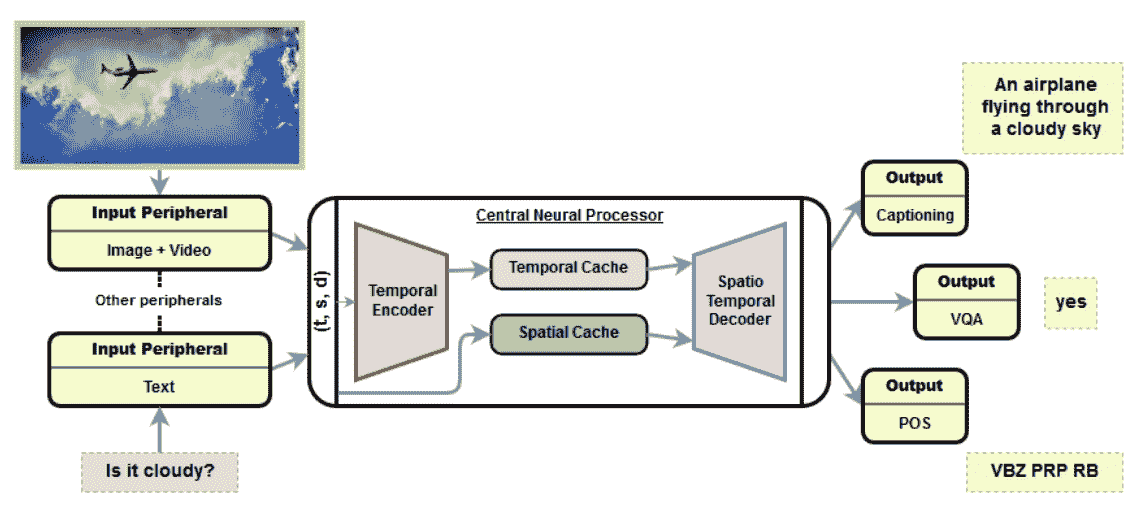 An airplane
flying through
a cloudy sky
Input Peripheral
Image + Video
Other peripherals
Input Peripheral
Text
Is it cloudy?
(t, s, d)
Central Neural Processor
Temporal
Encoder
Temporal Cache
Spatial Cache
Spatio
Temporal
Decoder
Output
Captioning
Output
VQA
yes
Output
POS
VBZ PRP RB